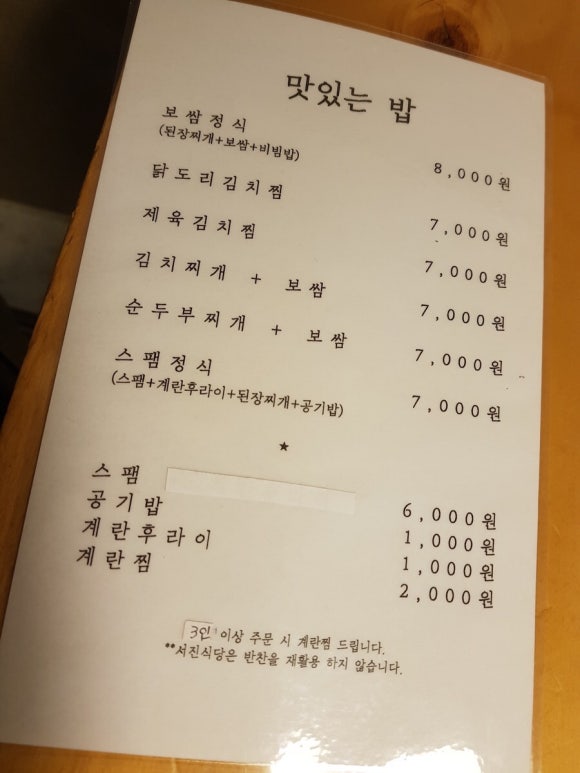 맛있는 밥
보쌈정식 8,000원
(된장찌개+보쌈+비빔밥)
닭도리김치찜 7,000원
제육김치찜 7,000원
김치찌개 + 보쌈 7,000원
순두부찌개 + 보쌈 7,000원
스팸정식 7,000원
(스팸+계란후라이+된장찌개+공기밥)
★
스팸 6,000원
공기밥 1,000원
계란후라이 1,000원
계란찜 2,000원
3인 이상 주문 시 계란찜 드립니다.
**서진식당은 반찬을 재활용 하지 않습니다.